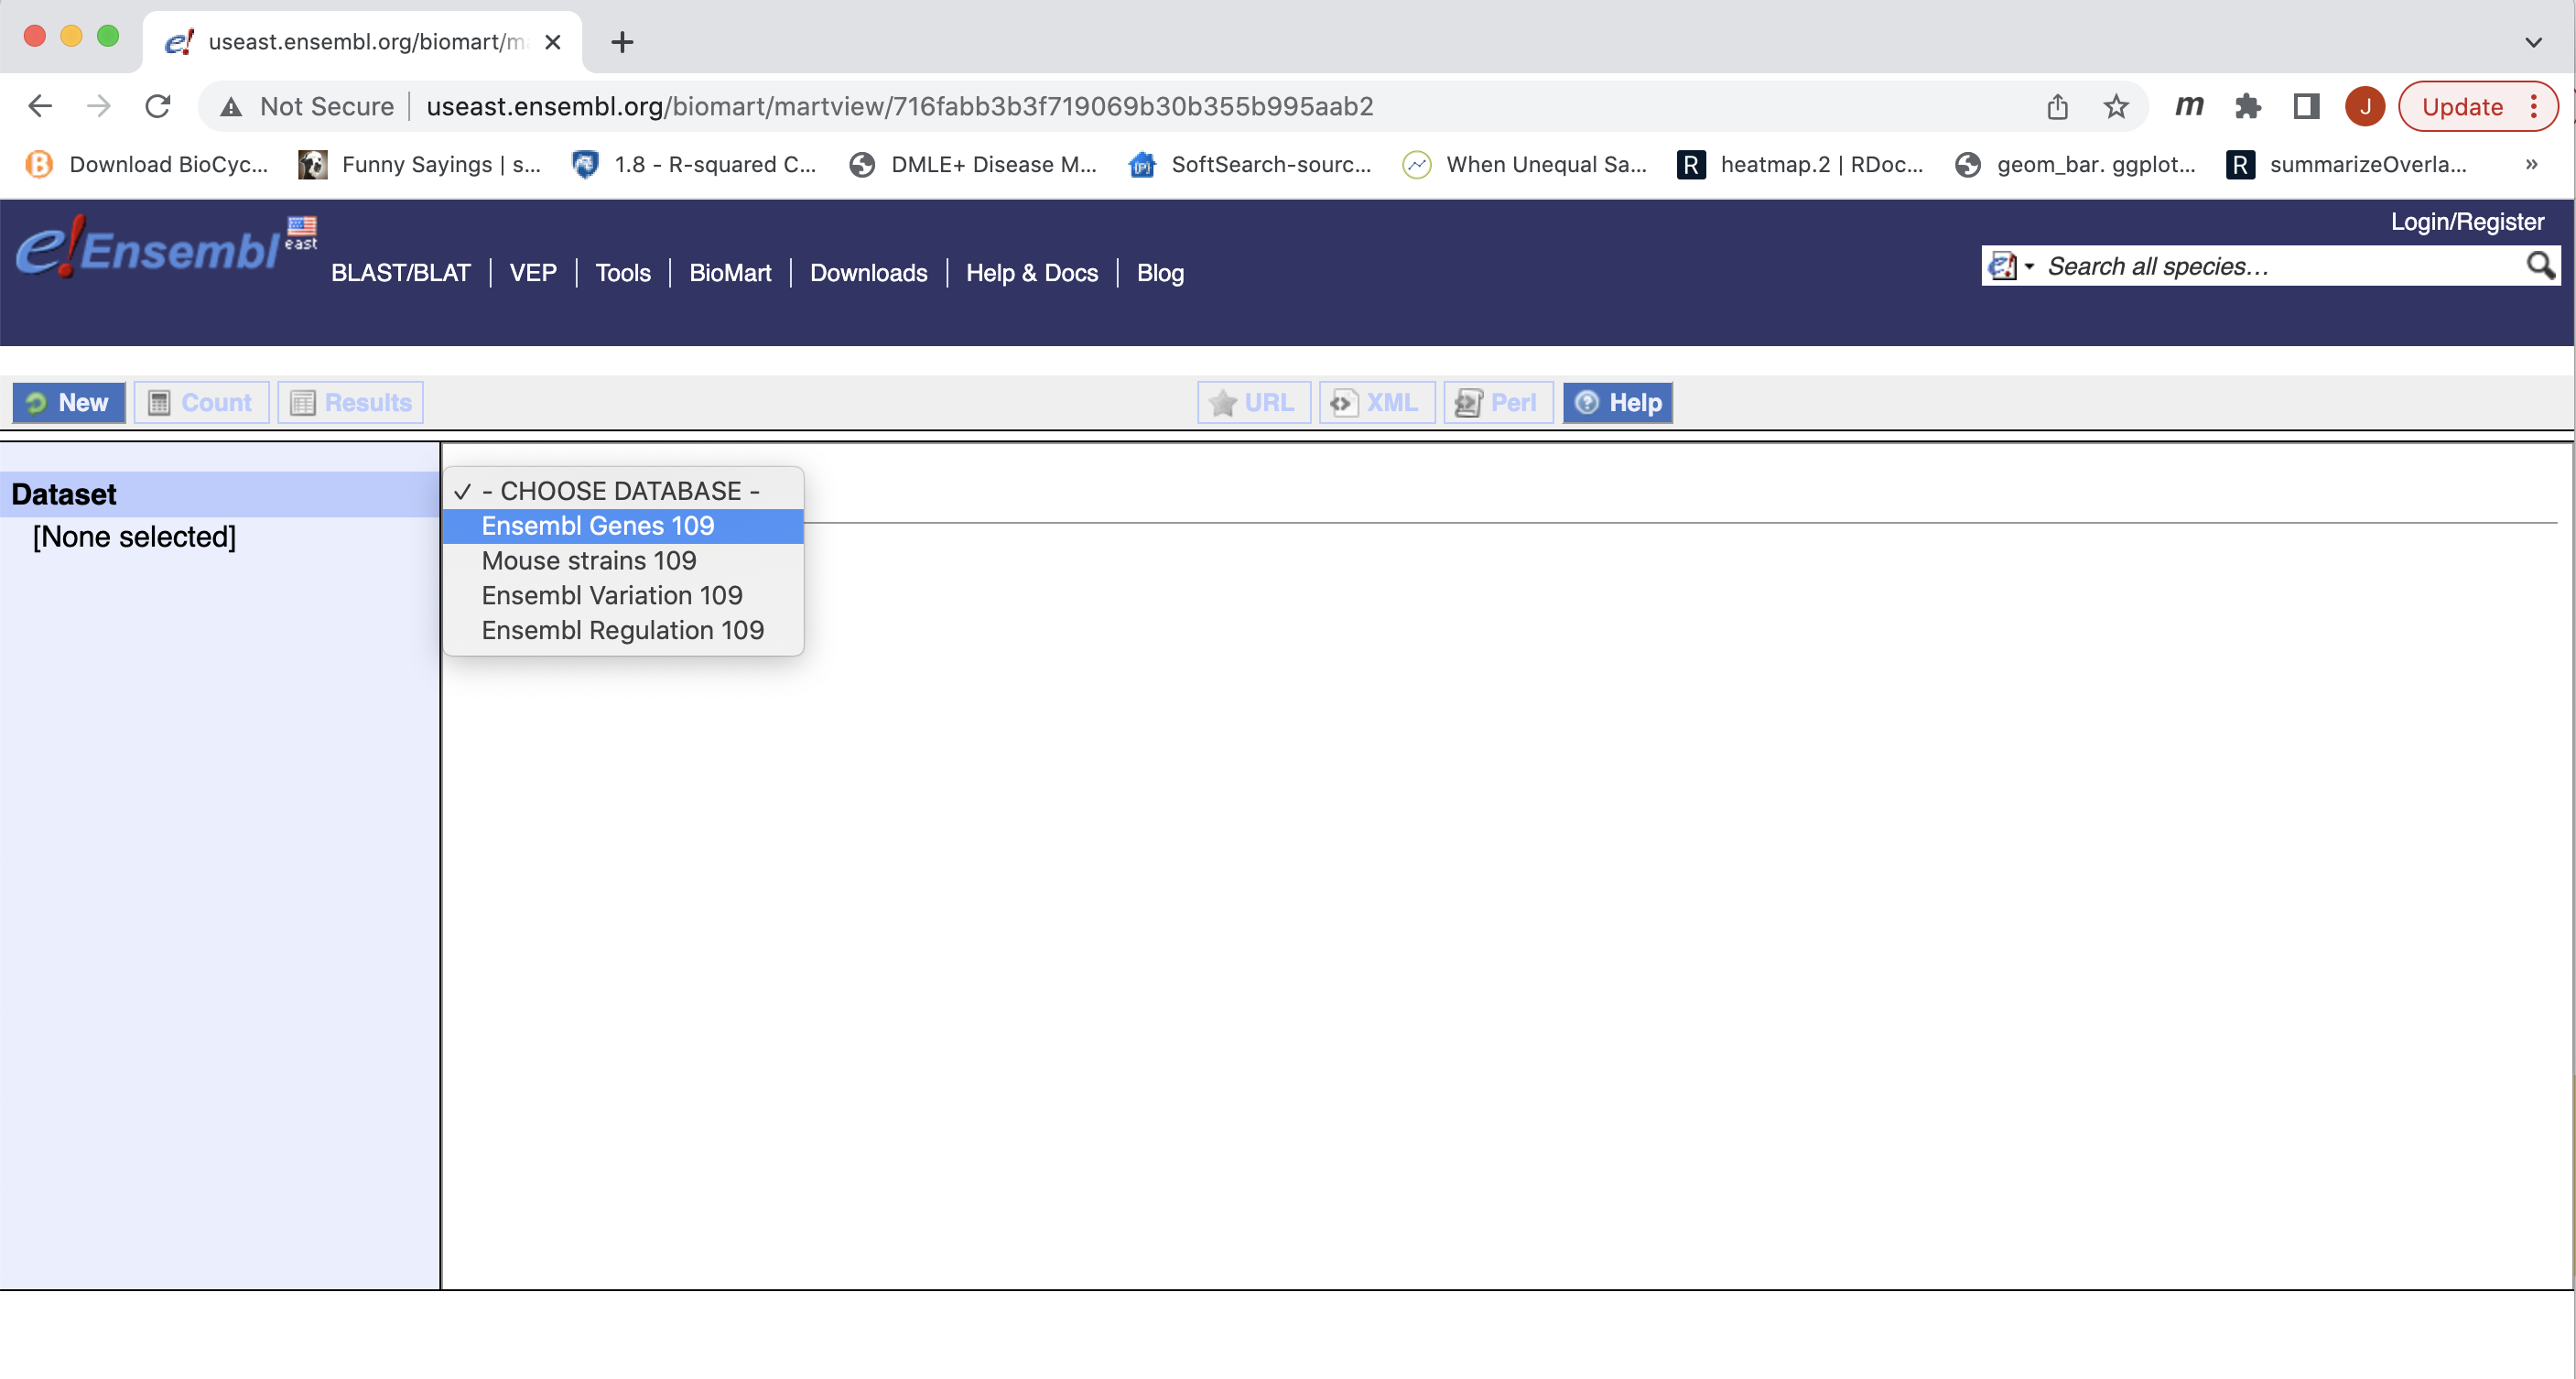 useast.ensembl.org/biomart/m
Not Secure | useast.ensembl.org/biomart/martview/716fabb3b3f719069b30b355b995aab2
m
J
Update
Download BioCyc... Funny Sayings | s... 1.8 - R-squared C... DMLE+ Disease M... SoftSearch-sourc... When Unequal Sa... R heatmap.2 | RDoc... geom_bar. ggplot... R summarizeOverla... »
Login/Register
e!Ensembl east
BLAST/BLAT | VEP | Tools | BioMart | Downloads | Help & Docs | Blog
e! Search all species...
New Count Results URL XML Perl Help
Dataset
[None selected]
✓ - CHOOSE DATABASE -
Ensembl Genes 109
Mouse strains 109
Ensembl Variation 109
Ensembl Regulation 109